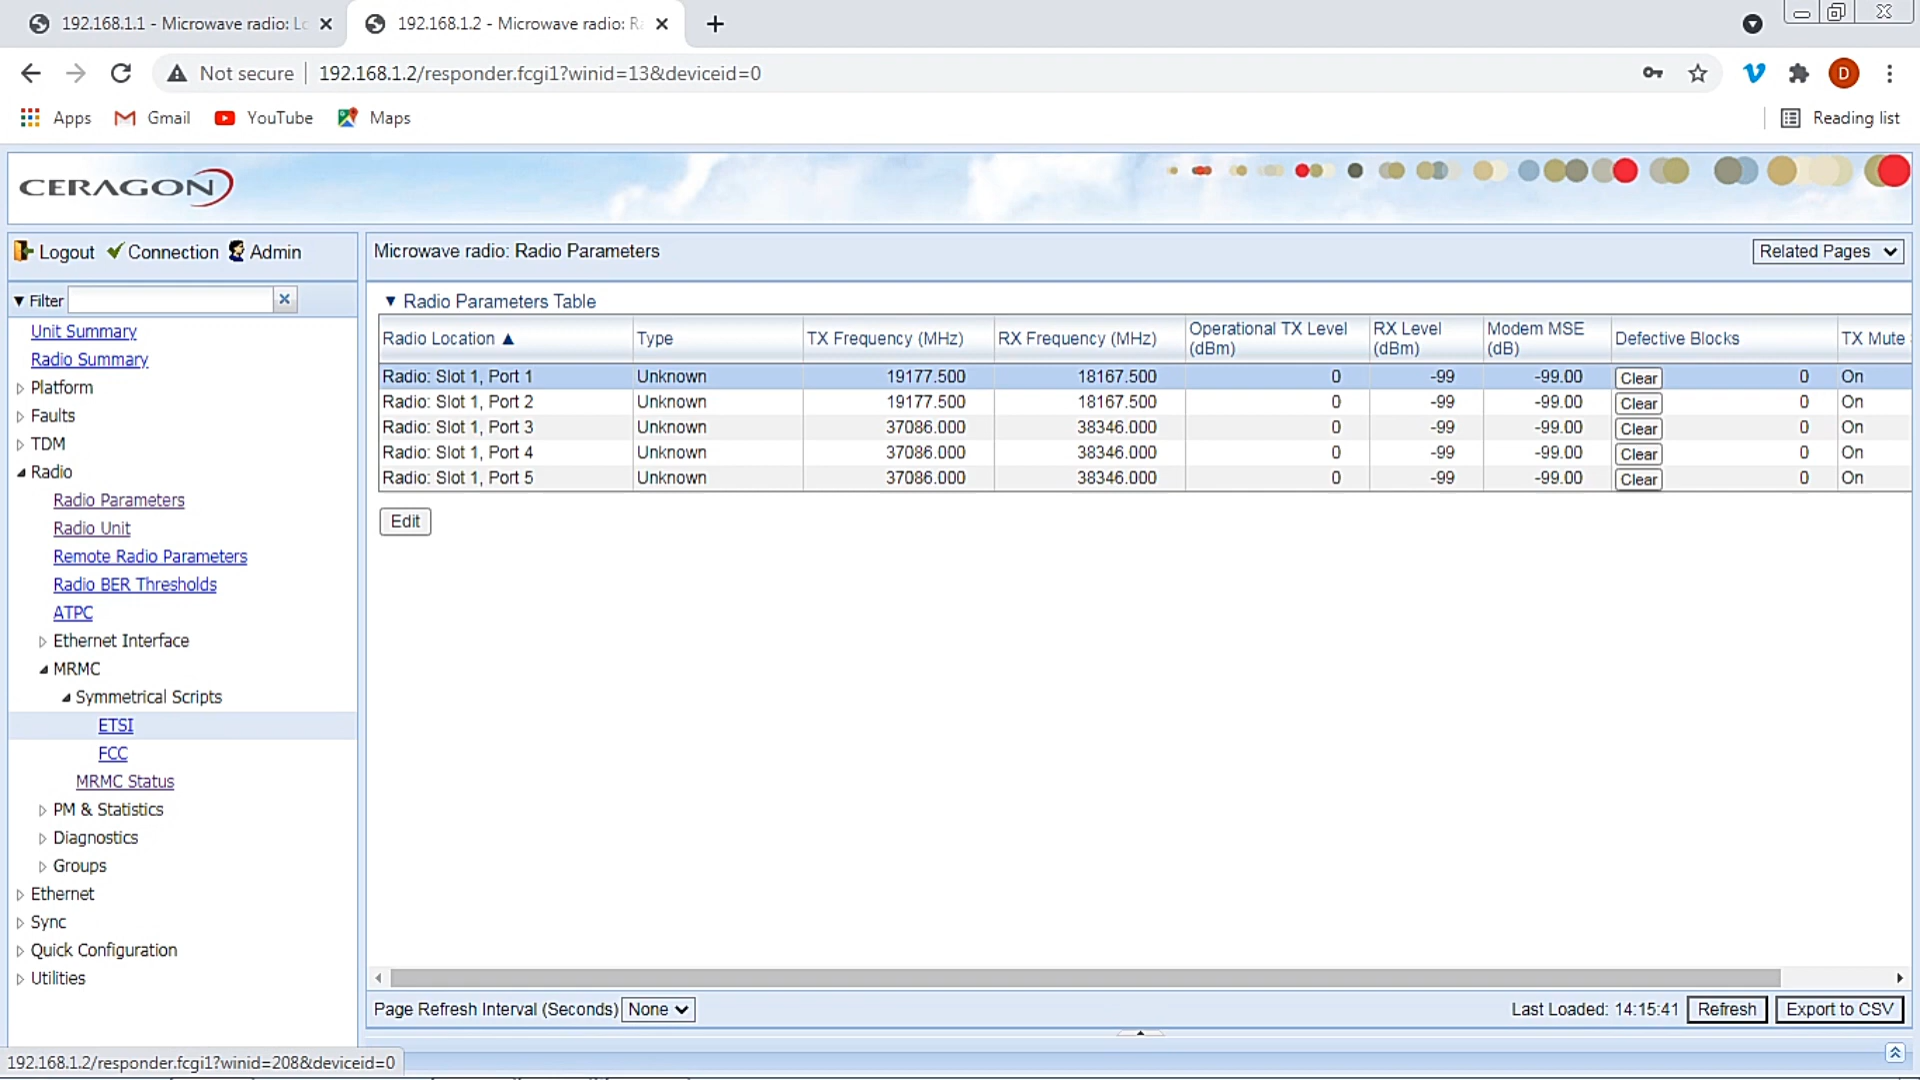 192.168.1.1 - Microwave radio: Lo
192.168.1.2 - Microwave radio: Ra
Not secure 192.168.1.2/responder.fcgi1?winid=13&deviceid=0
D
Apps Gmail YouTube Maps Reading list
CERAGON
Logout Connection Admin
Microwave radio: Radio Parameters
Related Pages
Filter
Unit Summary
Radio Summary
Platform
Faults
TDM
Radio
Radio Parameters
Radio Unit
Remote Radio Parameters
Radio BER Thresholds
ATPC
Ethernet Interface
MRMC
Symmetrical Scripts
ETSI
FCC
MRMC Status
PM & Statistics
Diagnostics
Groups
Ethernet
Sync
Quick Configuration
Utilities
▼ Radio Parameters Table
Radio Location ▲ Type TX Frequency (MHz) RX Frequency (MHz) Operational TX Level (dBm) RX Level (dBm) Modem MSE (dB) Defective Blocks TX Mute
Radio: Slot 1, Port 1 Unknown 19177.500 18167.500 0 -99 -99.00 Clear 0 On
Radio: Slot 1, Port 2 Unknown 19177.500 18167.500 0 -99 -99.00 Clear 0 On
Radio: Slot 1, Port 3 Unknown 37086.000 38346.000 0 -99 -99.00 Clear 0 On
Radio: Slot 1, Port 4 Unknown 37086.000 38346.000 0 -99 -99.00 Clear 0 On
Radio: Slot 1, Port 5 Unknown 37086.000 38346.000 0 -99 -99.00 Clear 0 On
Edit
Page Refresh Interval (Seconds) None Last Loaded: 14:15:41 Refresh Export to CSV
192.168.1.2/responder.fcgi1?winid=208&deviceid=0